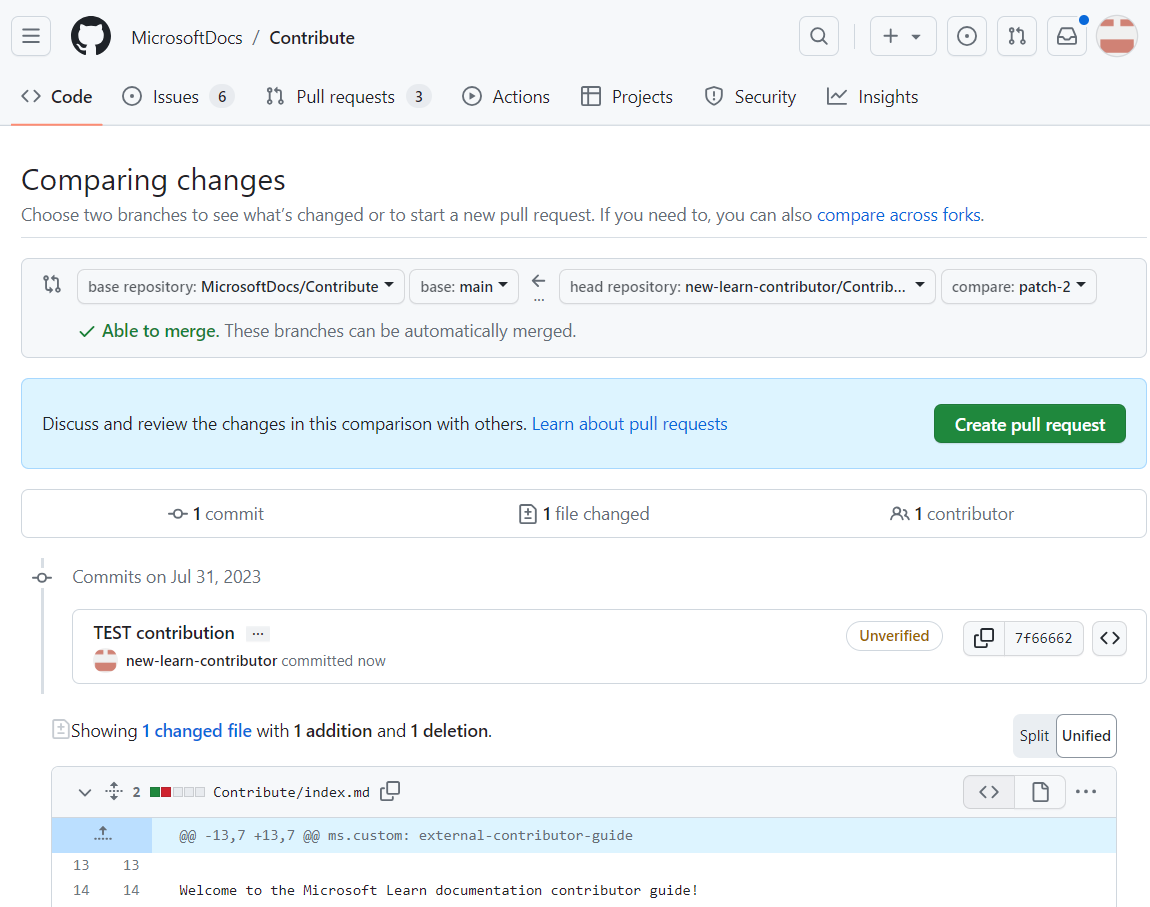 MicrosoftDocs / Contribute
Code Issues 6 Pull requests 3 Actions Projects Security Insights
Comparing changes
Choose two branches to see what's changed or to start a new pull request. If you need to, you can also compare across forks.
base repository: MicrosoftDocs/Contribute base: main ... head repository: new-learn-contributor/Contrib... compare: patch-2
Able to merge. These branches can be automatically merged.
Discuss and review the changes in this comparison with others. Learn about pull requests Create pull request
1 commit 1 file changed 1 contributor
Commits on Jul 31, 2023
TEST contribution ... Unverified 7f66662
new-learn-contributor committed now
Showing 1 changed file with 1 addition and 1 deletion. Split Unified
2 Contribute/index.md
@@ -13,7 +13,7 @@ ms.custom: external-contributor-guide
13 13
14 14 Welcome to the Microsoft Learn documentation contributor guide!